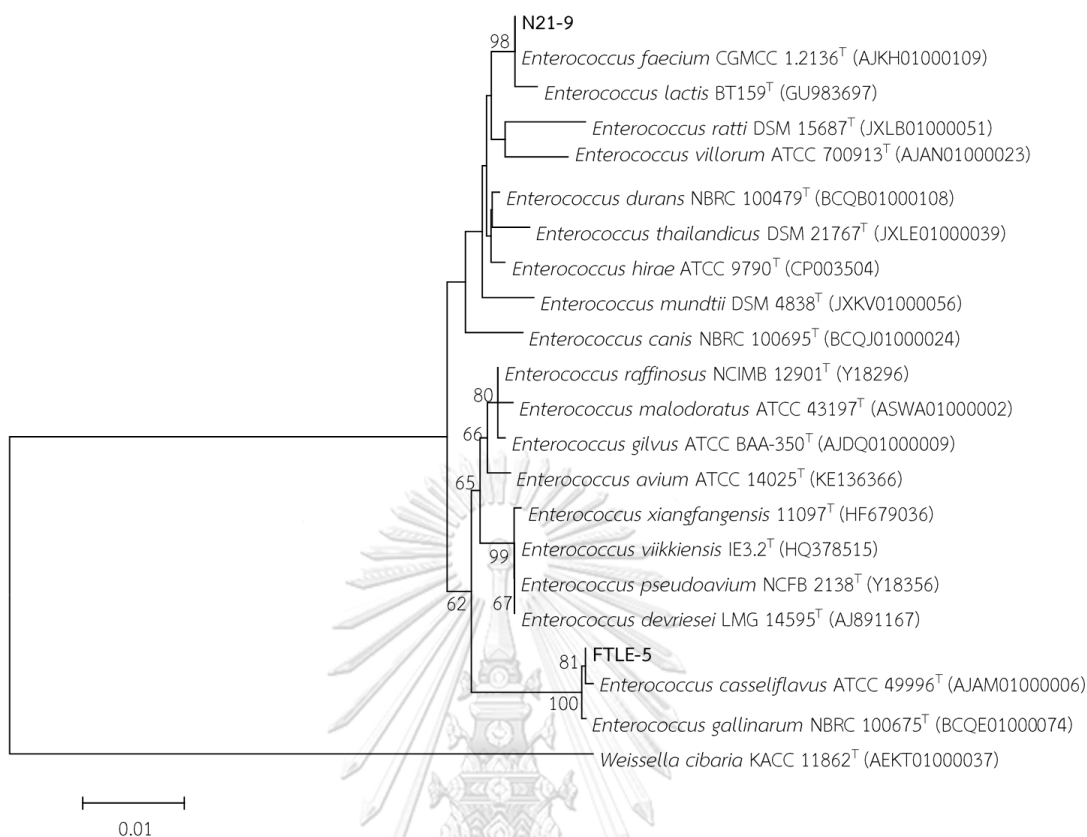 N21-9
98
Enterococcus faecium CGMCC 1.2136ᵀ (AJKH01000109)
Enterococcus lactis BT159ᵀ (GU983697)
Enterococcus ratti DSM 15687ᵀ (JXLB01000051)
Enterococcus villorum ATCC 700913ᵀ (AJAN01000023)
Enterococcus durans NBRC 100479ᵀ (BCQB01000108)
Enterococcus thailandicus DSM 21767ᵀ (JXLE01000039)
Enterococcus hirae ATCC 9790ᵀ (CP003504)
Enterococcus mundtii DSM 4838ᵀ (JXKV01000056)
Enterococcus canis NBRC 100695ᵀ (BCQJ01000024)
Enterococcus raffinosus NCIMB 12901ᵀ (Y18296)
80
Enterococcus malodoratus ATCC 43197ᵀ (ASWA01000002)
66
Enterococcus gilvus ATCC BAA-350ᵀ (AJDQ01000009)
Enterococcus avium ATCC 14025ᵀ (KE136366)
65
Enterococcus xiangfangensis 11097ᵀ (HF679036)
Enterococcus viikkiensis IE3.2ᵀ (HQ378515)
99
Enterococcus pseudoavium NCFB 2138ᵀ (Y18356)
62
67
Enterococcus devriesei LMG 14595ᵀ (AJ891167)
FTLE-5
81
Enterococcus casseliflavus ATCC 49996ᵀ (AJAM01000006)
100
Enterococcus gallinarum NBRC 100675ᵀ (BCQE01000074)
Weissella cibaria KACC 11862ᵀ (AEKT01000037)
0.01